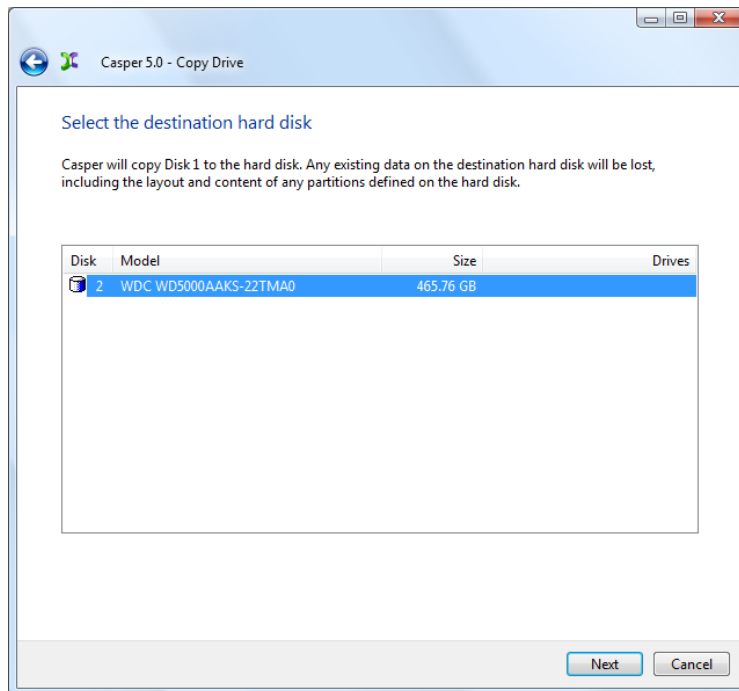 Casper 5.0 - Copy Drive
Select the destination hard disk
Casper will copy Disk 1 to the hard disk. Any existing data on the destination hard disk will be lost,
including the layout and content of any partitions defined on the hard disk.
Disk Model Size Drives
2 WDC WD5000AAKS-22TMA0 465.76 GB
Next Cancel